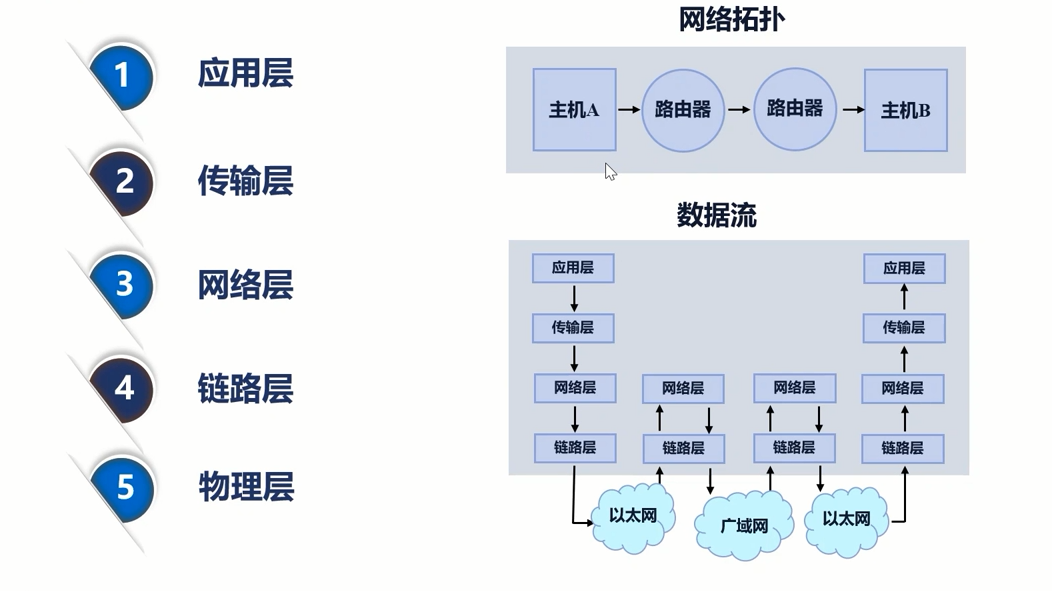 1 应用层
2 传输层
3 网络层
4 链路层
5 物理层
网络拓扑
主机A 路由器 路由器 主机B
数据流
应用层 应用层
传输层 传输层
网络层 网络层 网络层 网络层
链路层 链路层 链路层 链路层
以太网 广域网 以太网